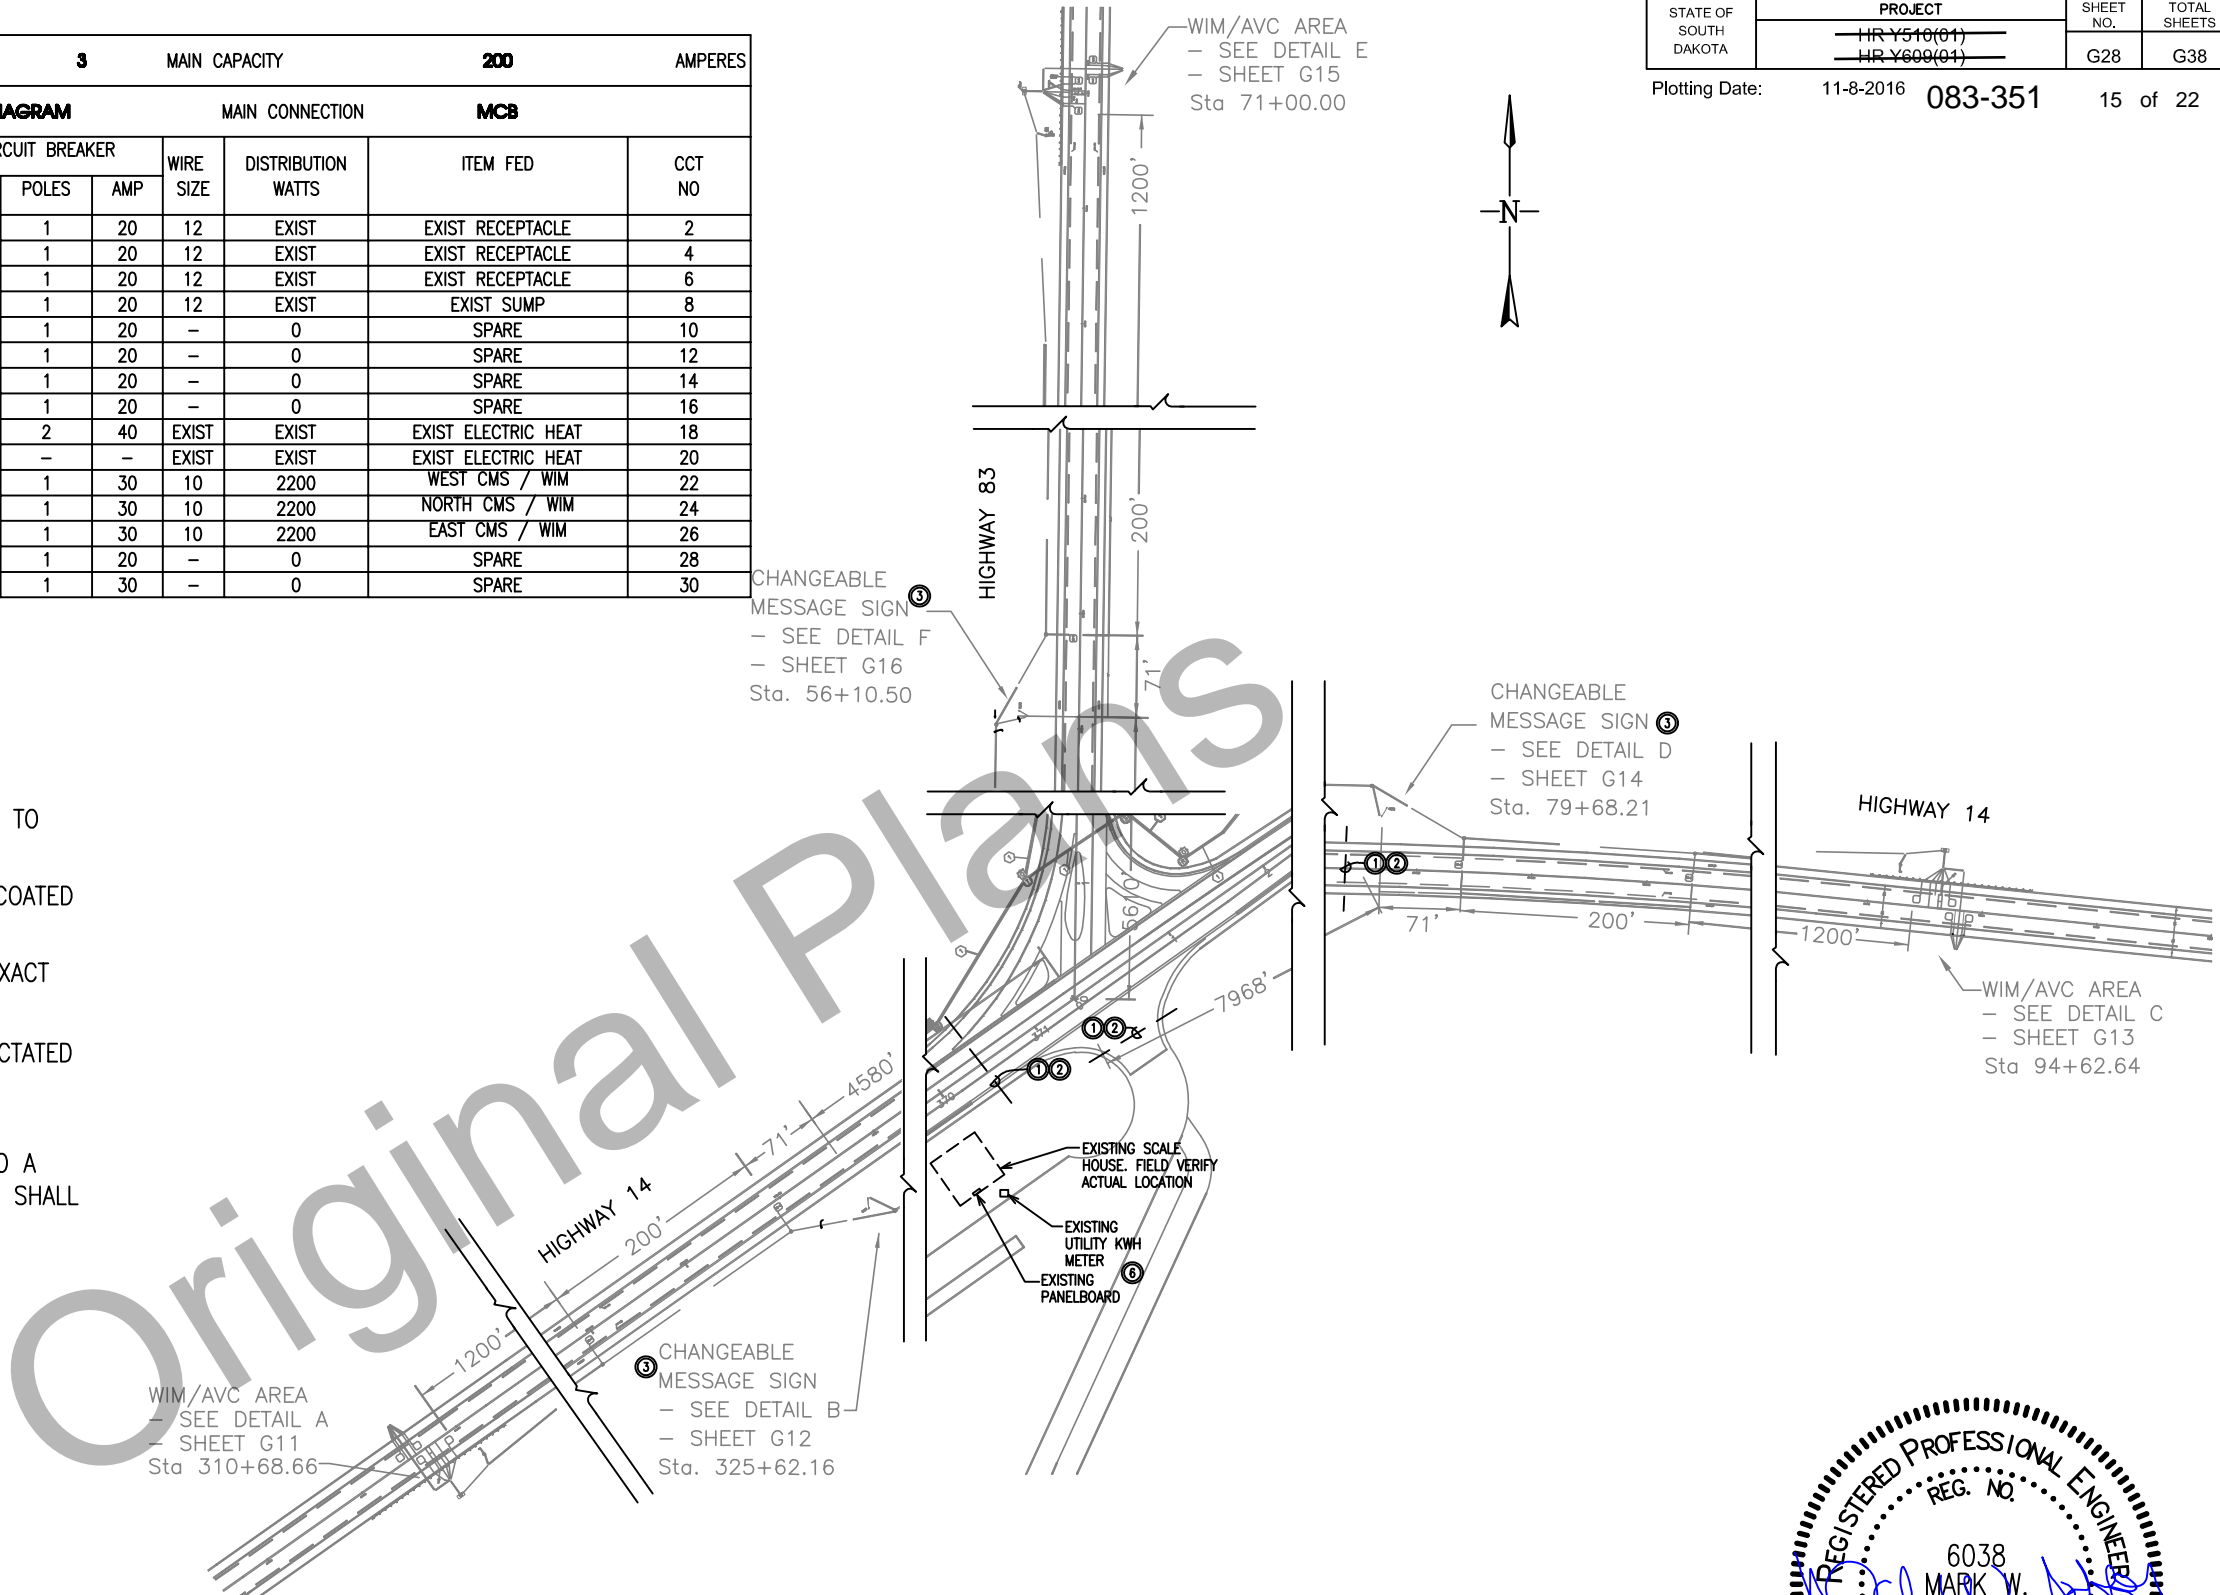 STATE OF SOUTH DAKOTA
PROJECT
HR Y510(01)
HR Y609(01)
SHEET NO.
G28
TOTAL SHEETS
G38
Plotting Date: 11-8-2016
083-351
15 of 22
3 MAIN CAPACITY 200 AMPERES
IAGRAM MAIN CONNECTION MCB
RCUIT BREAKER WIRE SIZE DISTRIBUTION WATTS ITEM FED CCT NO
POLES AMP
1 20 12 EXIST EXIST RECEPTACLE 2
1 20 12 EXIST EXIST RECEPTACLE 4
1 20 12 EXIST EXIST RECEPTACLE 6
1 20 12 EXIST EXIST SUMP 8
1 20 – 0 SPARE 10
1 20 – 0 SPARE 12
1 20 – 0 SPARE 14
1 20 – 0 SPARE 16
2 40 EXIST EXIST EXIST ELECTRIC HEAT 18
– – EXIST EXIST EXIST ELECTRIC HEAT 20
1 30 10 2200 WEST CMS / WIM 22
1 30 10 2200 NORTH CMS / WIM 24
1 30 10 2200 EAST CMS / WIM 26
1 20 – 0 SPARE 28
1 30 – 0 SPARE 30
WIM/AVC AREA
– SEE DETAIL E
– SHEET G15
Sta 71+00.00
1200'
N
HIGHWAY 83
200'
71'
CHANGEABLE
MESSAGE SIGN 3
– SEE DETAIL F
– SHEET G16
Sta. 56+10.50
CHANGEABLE
MESSAGE SIGN 3
– SEE DETAIL D
– SHEET G14
Sta. 79+68.21
HIGHWAY 14
TO
COATED
XACT
CTATED
O A
SHALL
1 2
71'
200'
1200'
WIM/AVC AREA
– SEE DETAIL C
– SHEET G13
Sta 94+62.64
5610'
7968'
1 2
1 2
4580'
71'
200'
1200'
HIGHWAY 14
EXISTING SCALE
HOUSE. FIELD VERIFY
ACTUAL LOCATION
EXISTING
UTILITY KWH
METER
EXISTING
PANELBOARD
6
3 CHANGEABLE
MESSAGE SIGN
– SEE DETAIL B
– SHEET G12
Sta. 325+62.16
WIM/AVC AREA
– SEE DETAIL A
– SHEET G11
Sta 310+68.66
Original Plans
REGISTERED PROFESSIONAL ENGINEER
REG. NO.
6038
MARK W.